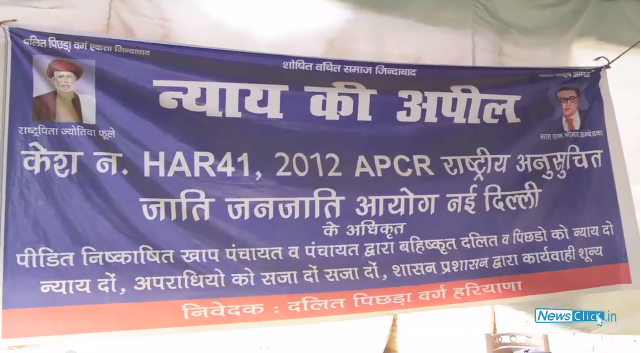 दलित पिछड़ा वर्ग एकता जिन्दाबाद
शोषित वंचित समाज जिन्दाबाद
न्याय की अपील
राष्ट्रपिता ज्योतिबा फूले
केश न. HAR41, 2012 APCR राष्ट्रीय अनुसुचित
जाति जनजाति आयोग नई दिल्ली
के अधिकृत
पीडित निष्काषित खाप पंचायत व पंचायत द्वारा बहिष्कृत दलित व पिछडो को न्याय दो
न्याय दों, अपराधियो को सजा दों सजा दों, शासन प्रशासन द्वारा कार्यवाही शून्य
निवेदक : दलित पिछड़ा वर्ग हरियाणा
NewsClick.in